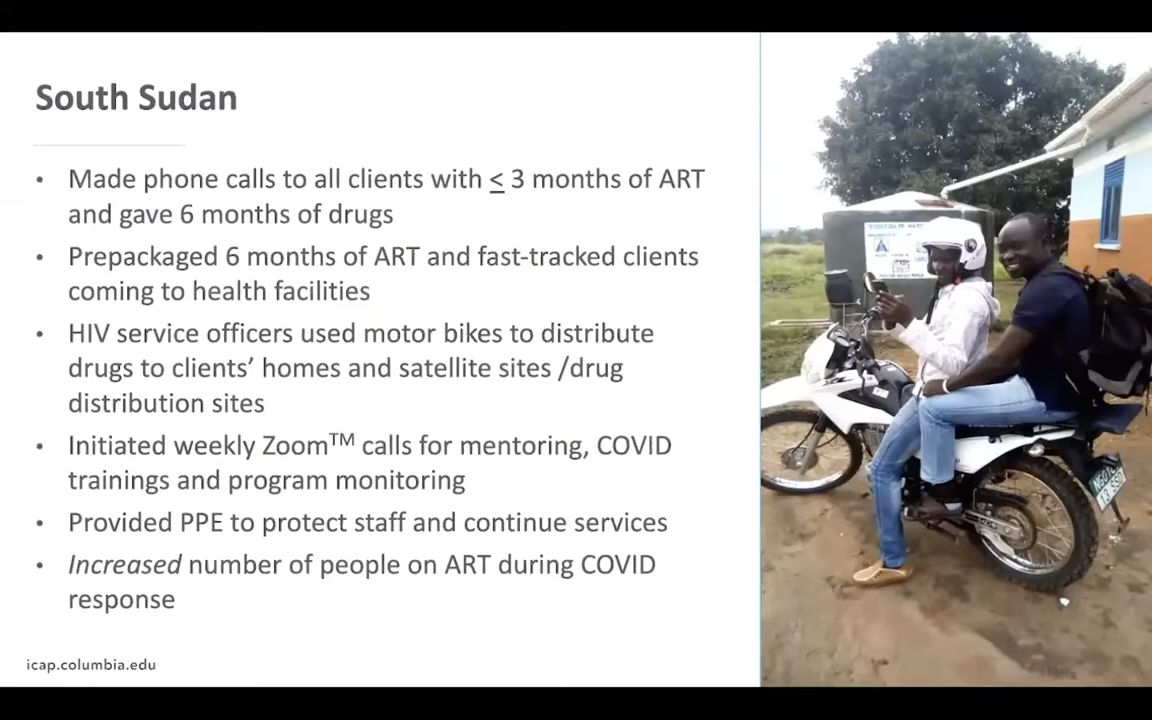 South Sudan
• Made phone calls to all clients with ≤ 3 months of ART
and gave 6 months of drugs
• Prepackaged 6 months of ART and fast-tracked clients
coming to health facilities
• HIV service officers used motor bikes to distribute
drugs to clients’ homes and satellite sites /drug
distribution sites
• Initiated weekly Zoom™ calls for mentoring, COVID
trainings and program monitoring
• Provided PPE to protect staff and continue services
• Increased number of people on ART during COVID
response
icap.columbia.edu